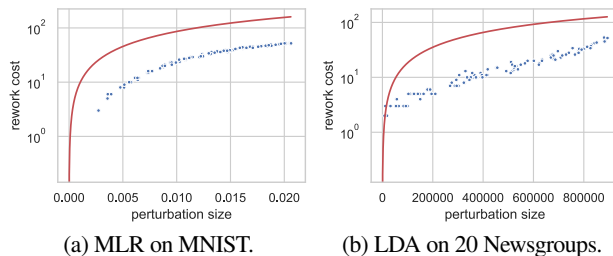 10²
10¹
10⁰
rework cost
0.000 0.005 0.010 0.015 0.020
perturbation size
(a) MLR on MNIST.
10²
10¹
10⁰
rework cost
0 200000 400000 600000 800000
perturbation size
(b) LDA on 20 Newsgroups.